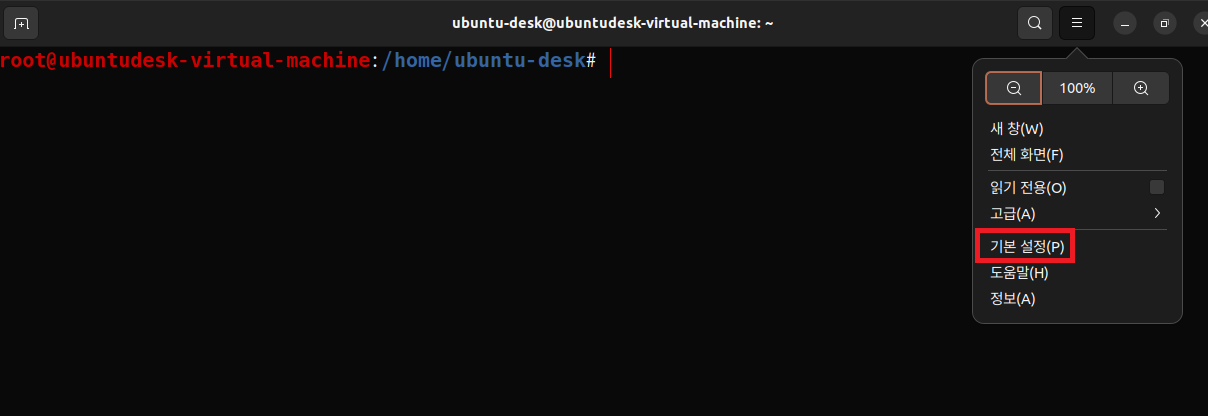 ubuntu-desk@ubuntudesk-virtual-machine: ~
root@ubuntudesk-virtual-machine:/home/ubuntu-desk#
100%
새 창(W)
전체 화면(F)
읽기 전용(O)
고급(A)
기본 설정(P)
도움말(H)
정보(A)